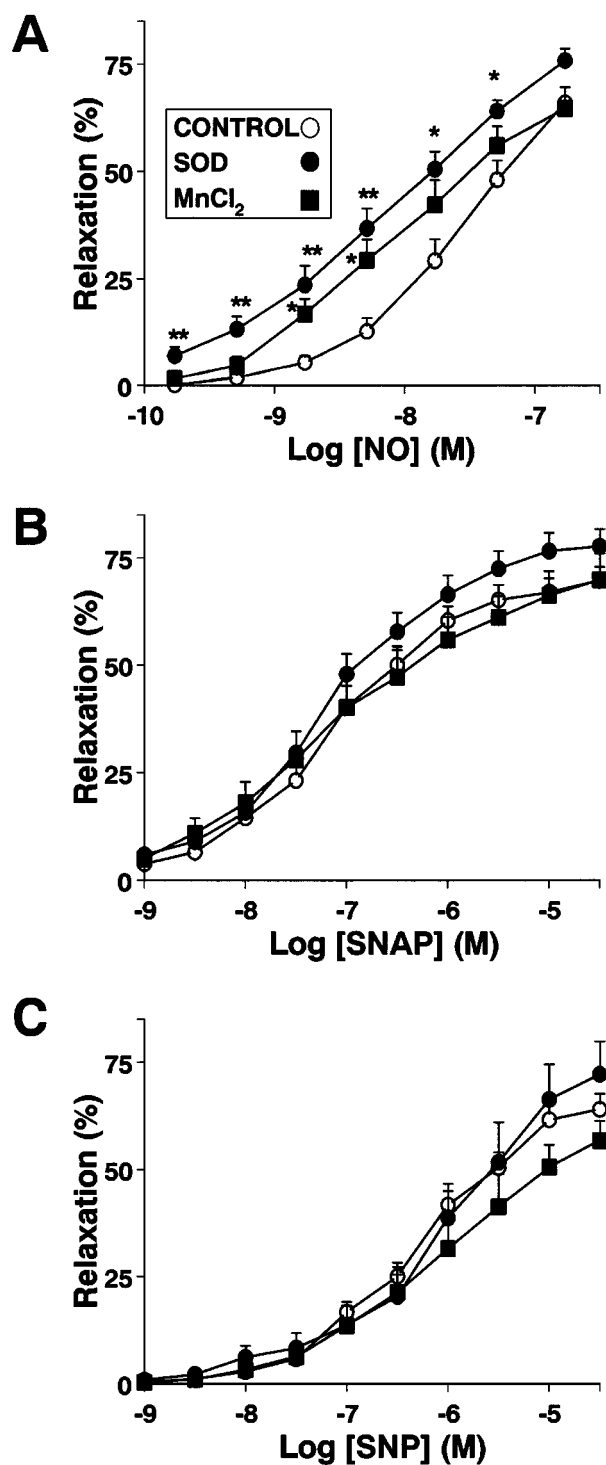 A
75
50
25
0
Relaxation (%)
CONTROL
SOD
MnCl₂
**
**
**
**
*
*
*
*
-10
-9
-8
-7
Log [NO] (M)
B
75
50
25
0
Relaxation (%)
-9
-8
-7
-6
-5
Log [SNAP] (M)
C
75
50
25
0
Relaxation (%)
-9
-8
-7
-6
-5
Log [SNP] (M)